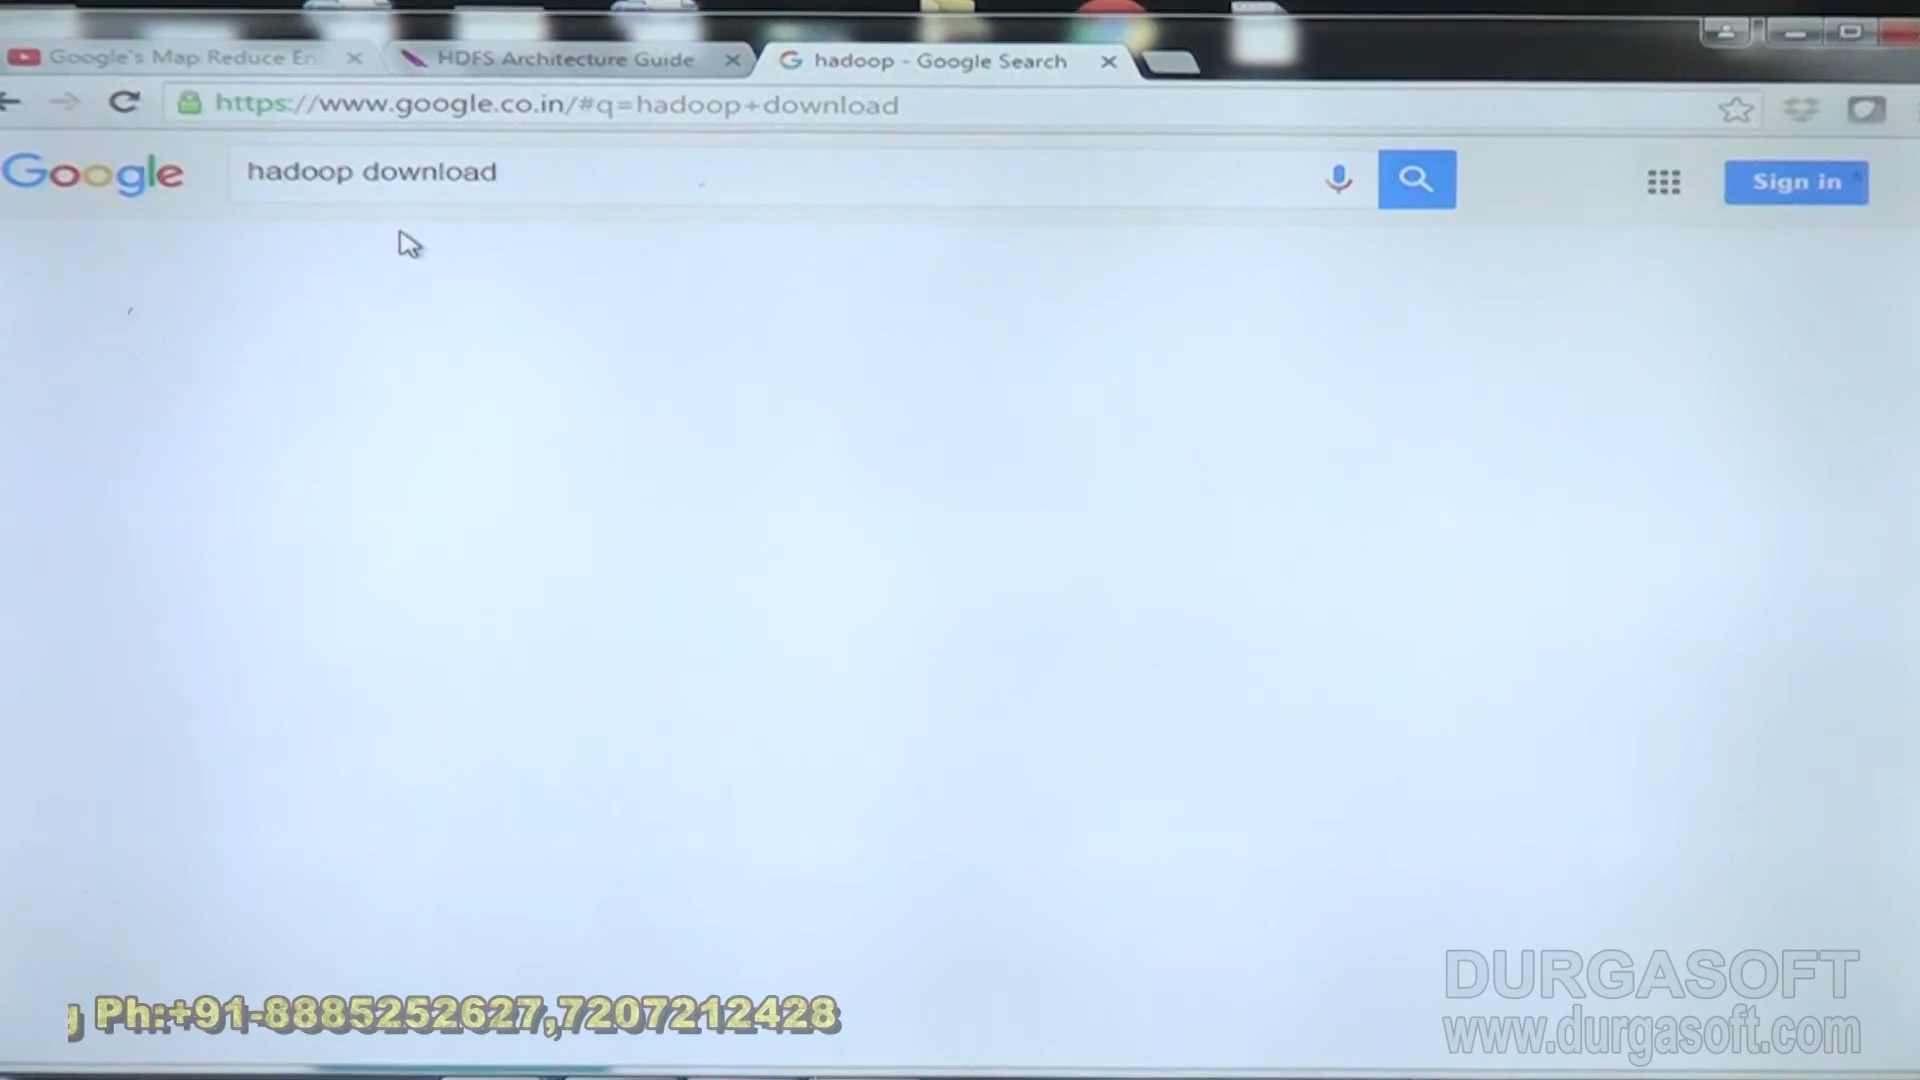 Google's Map Reduce En
HDFS Architecture Guide
hadoop - Google Search
https://www.google.co.in/#q=hadoop+download
Google
hadoop download
Sign in
DURGASOFT
Ph:+91-8885252627,7207212428
www.durgasoft.com